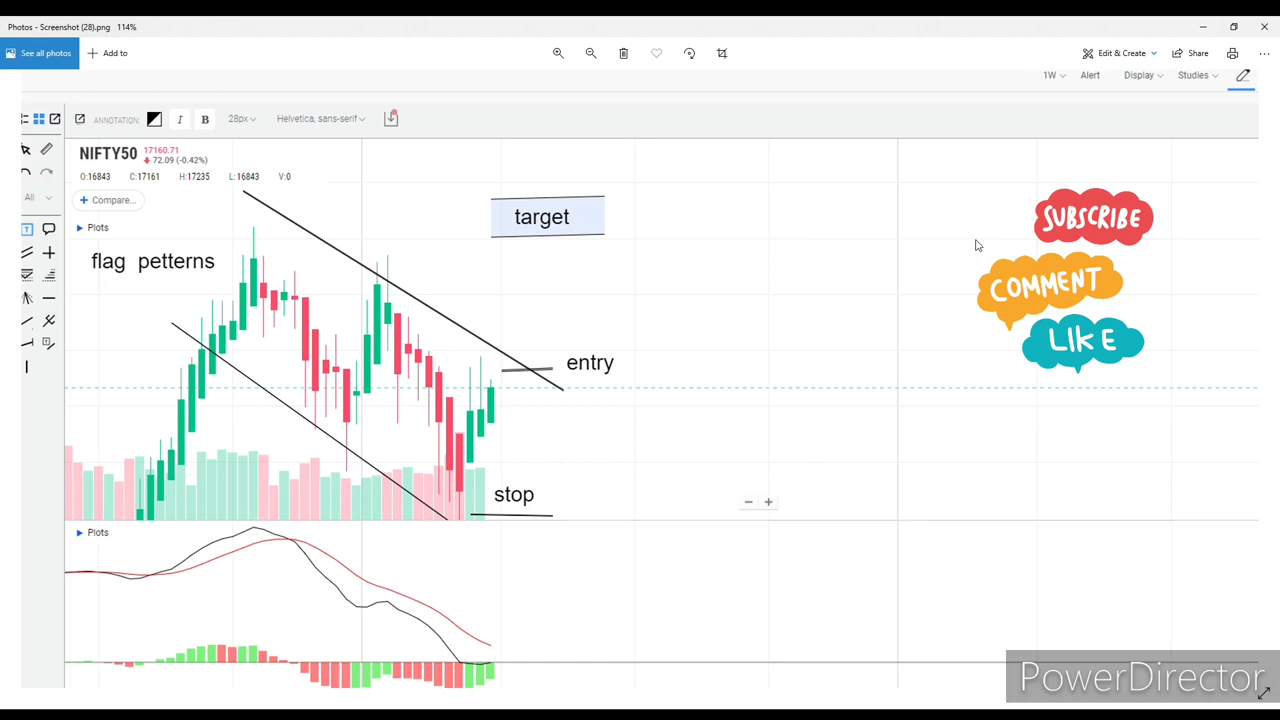 Photos - Screenshot (28).png 114%
See all photos
Add to
Edit & Create
Share
1W
Alert
Display
Studies
ANNOTATION:
I
B
28px
Helvetica, sans-serif
NIFTY50
17160.71
72.09 (-0.42%)
O:16843 C:17161 H:17235 L:16843 V:0
All
+ Compare...
Plots
target
flag petterns
entry
stop
Plots
SUBSCRIBE
COMMENT
LIKE
PowerDirector